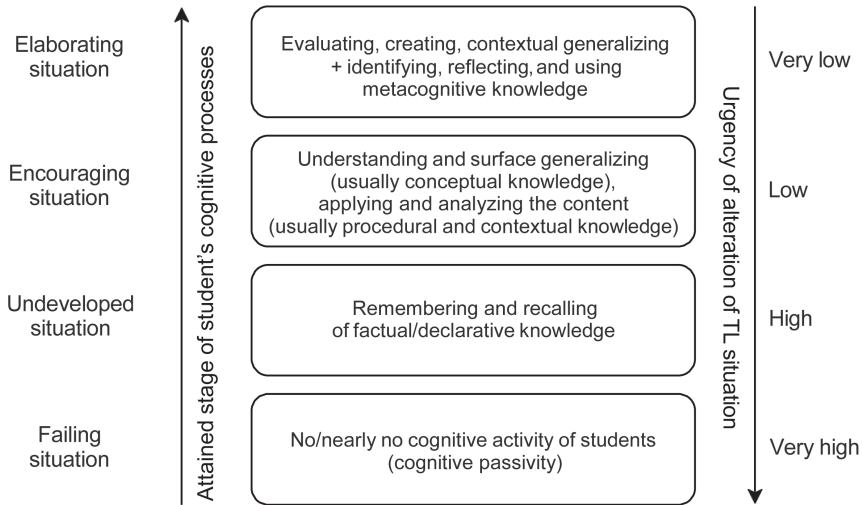 Elaborating
situation
Attained stage of student's cognitive processes
Evaluating, creating, contextual generalizing
+ identifying, reflecting, and using
metacognitive knowledge
Urgency of alteration of TL situation
Very low
Encouraging
situation
Understanding and surface generalizing
(usually conceptual knowledge),
applying and analyzing the content
(usually procedural and contextual knowledge)
Low
Undeveloped
situation
Remembering and recalling
of factual/declarative knowledge
High
Failing
situation
No/nearly no cognitive activity of students
(cognitive passivity)
Very high